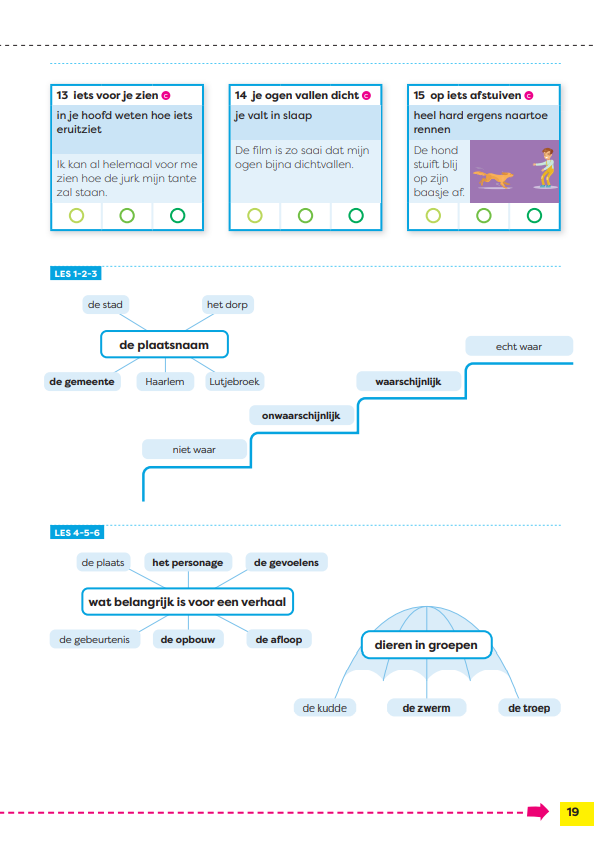 13 iets voor je zien C
in je hoofd weten hoe iets
eruitziet
Ik kan al helemaal voor me
zien hoe de jurk mijn tante
zal staan.
14 je ogen vallen dicht C
je valt in slaap
De film is zo saai dat mijn
ogen bijna dichtvallen.
15 op iets afstuiven C
heel hard ergens naartoe
rennen
De hond
stuift blij
op zijn
baasje af.
LES 1-2-3
de stad
het dorp
de plaatsnaam
de gemeente
Haarlem
Lutjebroek
echt waar
waarschijnlijk
onwaarschijnlijk
niet waar
LES 4-5-6
de plaats
het personage
de gevoelens
wat belangrijk is voor een verhaal
de gebeurtenis
de opbouw
de afloop
dieren in groepen
de kudde
de zwerm
de troep
19